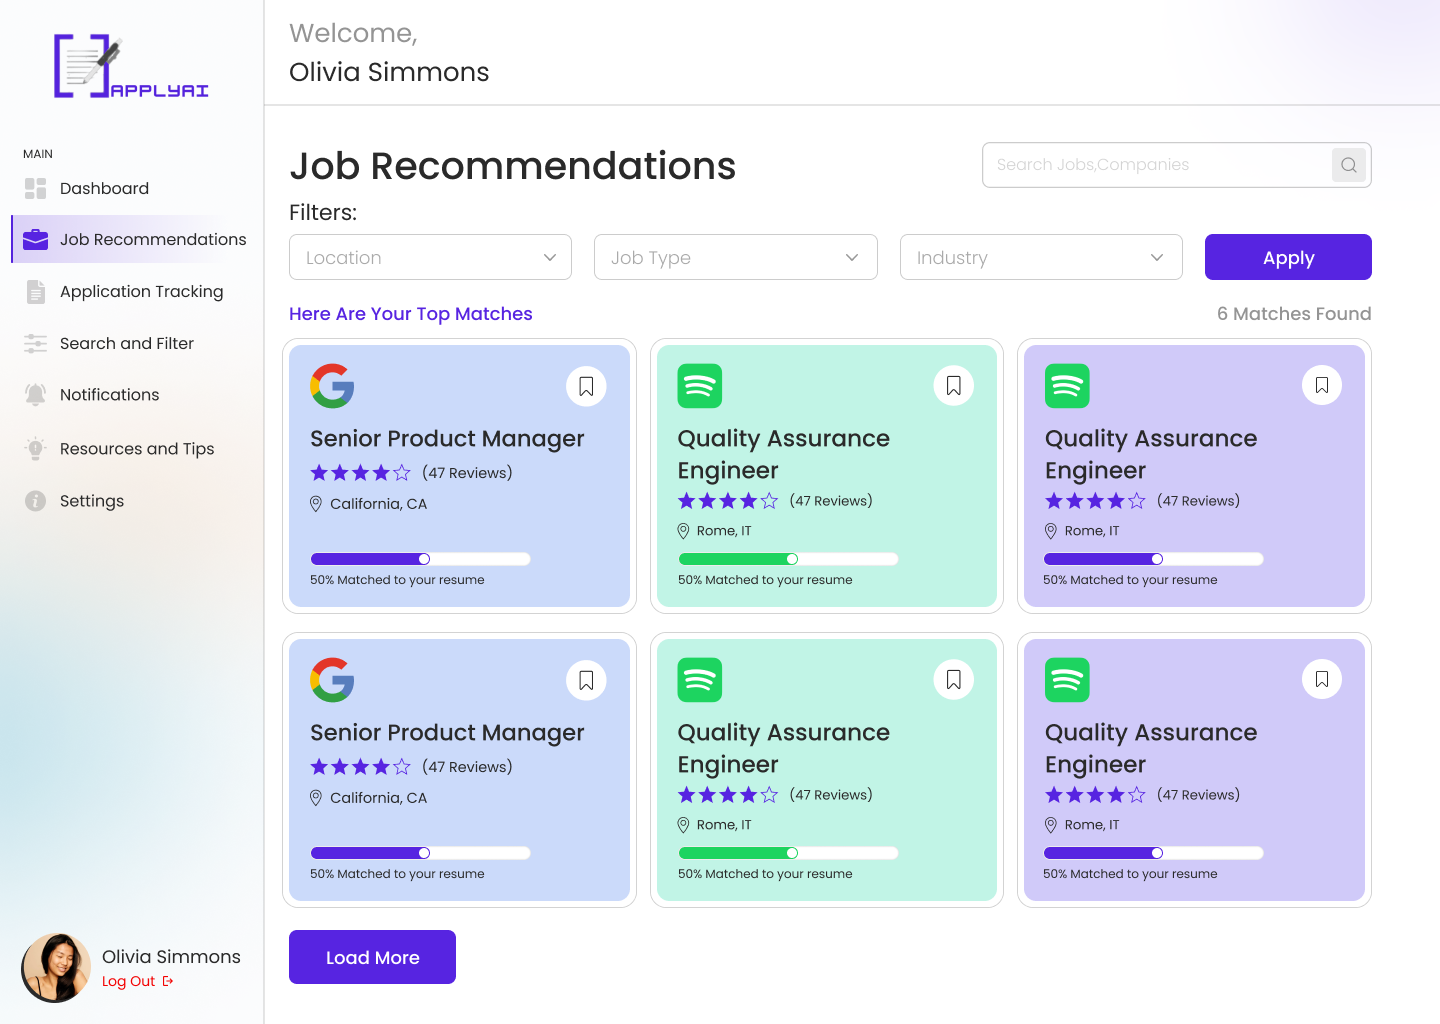 APPLYAI
MAIN
Dashboard
Job Recommendations
Application Tracking
Search and Filter
Notifications
Resources and Tips
Settings
Olivia Simmons
Log Out
Welcome,
Olivia Simmons
Job Recommendations
Search Jobs,Companies
Filters:
Location
Job Type
Industry
Apply
Here Are Your Top Matches
6 Matches Found
Senior Product Manager
(47 Reviews)
California, CA
50% Matched to your resume
Quality Assurance
Engineer
(47 Reviews)
Rome, IT
50% Matched to your resume
Quality Assurance
Engineer
(47 Reviews)
Rome, IT
50% Matched to your resume
Senior Product Manager
(47 Reviews)
California, CA
50% Matched to your resume
Quality Assurance
Engineer
(47 Reviews)
Rome, IT
50% Matched to your resume
Quality Assurance
Engineer
(47 Reviews)
Rome, IT
50% Matched to your resume
Load More